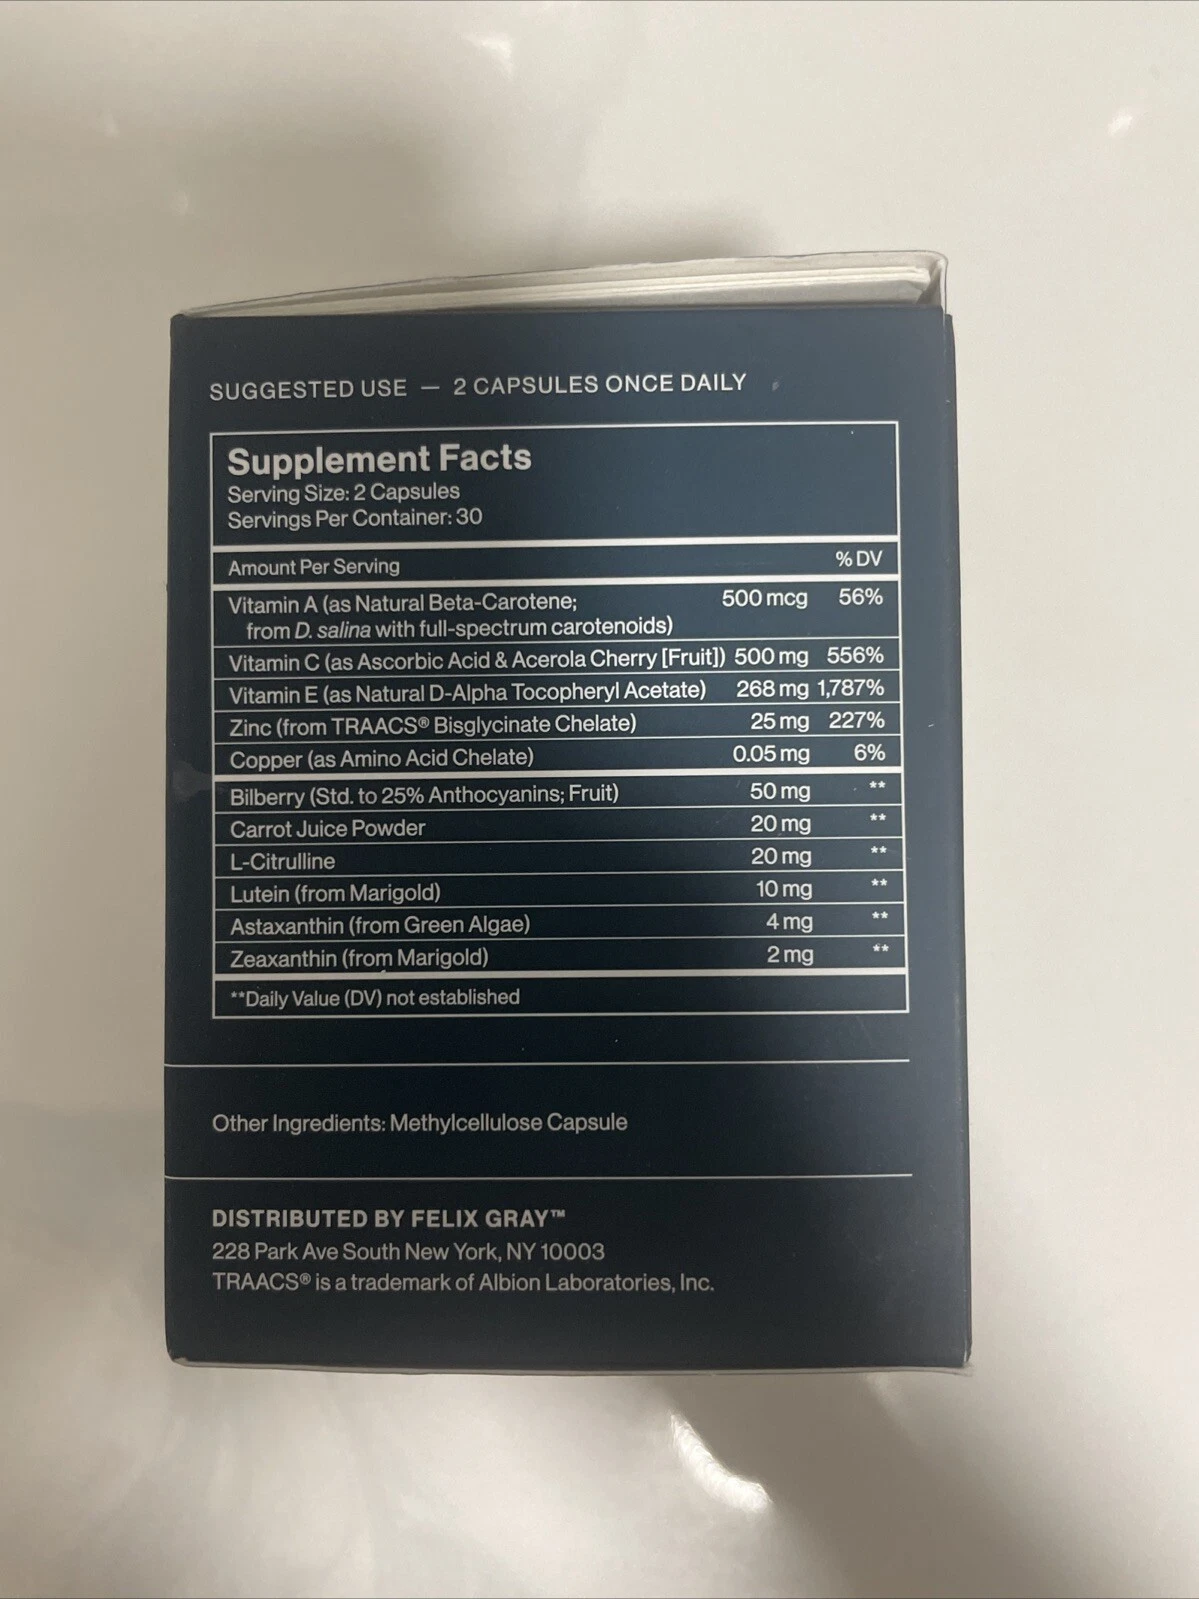 SUGGESTED USE — 2 CAPSULES ONCE DAILY
Supplement Facts
Serving Size: 2 Capsules
Servings Per Container: 30
Amount Per Serving % DV
Vitamin A (as Natural Beta-Carotene; 500 mcg 56%
from D. salina with full-spectrum carotenoids)
Vitamin C (as Ascorbic Acid & Acerola Cherry [Fruit]) 500 mg 556%
Vitamin E (as Natural D-Alpha Tocopheryl Acetate) 268 mg 1,787%
Zinc (from TRAACS® Bisglycinate Chelate) 25 mg 227%
Copper (as Amino Acid Chelate) 0.05 mg 6%
Bilberry (Std. to 25% Anthocyanins; Fruit) 50 mg **
Carrot Juice Powder 20 mg **
L-Citrulline 20 mg **
Lutein (from Marigold) 10 mg **
Astaxanthin (from Green Algae) 4 mg **
Zeaxanthin (from Marigold) 2 mg **
**Daily Value (DV) not established
Other Ingredients: Methylcellulose Capsule
DISTRIBUTED BY FELIX GRAY™
228 Park Ave South New York, NY 10003
TRAACS® is a trademark of Albion Laboratories, Inc.